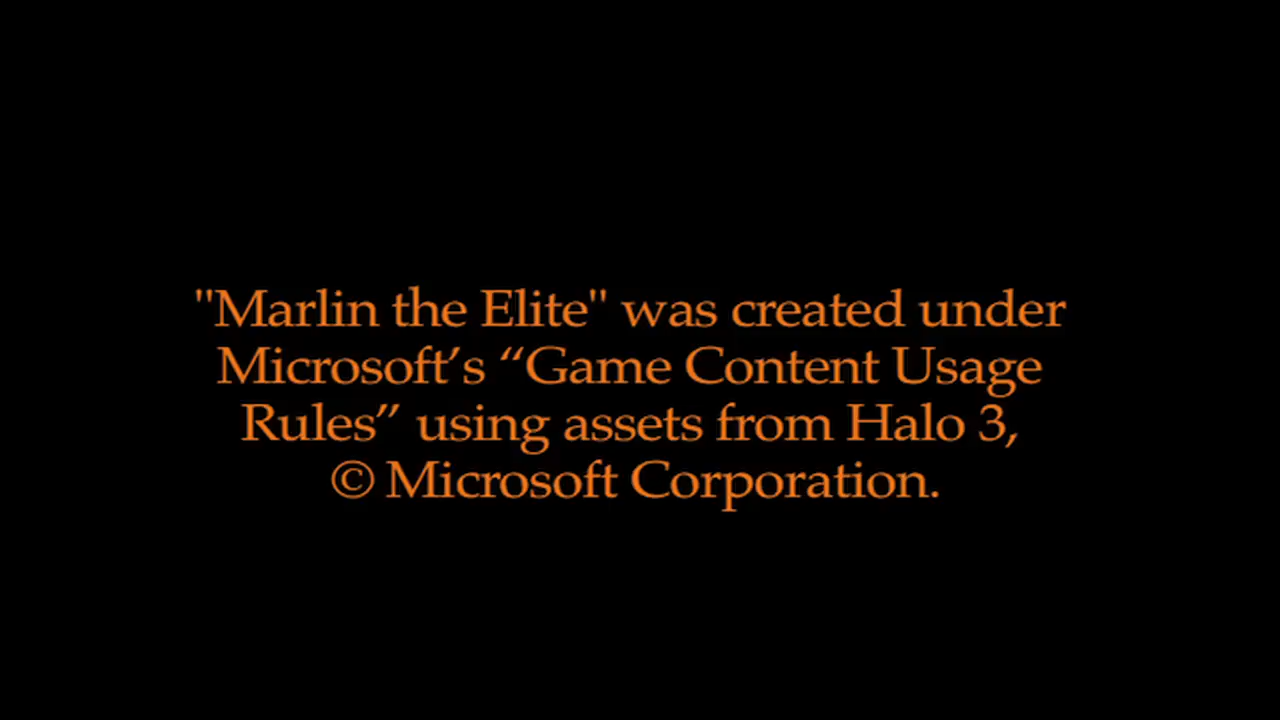 "Marlin the Elite" was created under
Microsoft’s “Game Content Usage
Rules” using assets from Halo 3,
© Microsoft Corporation.